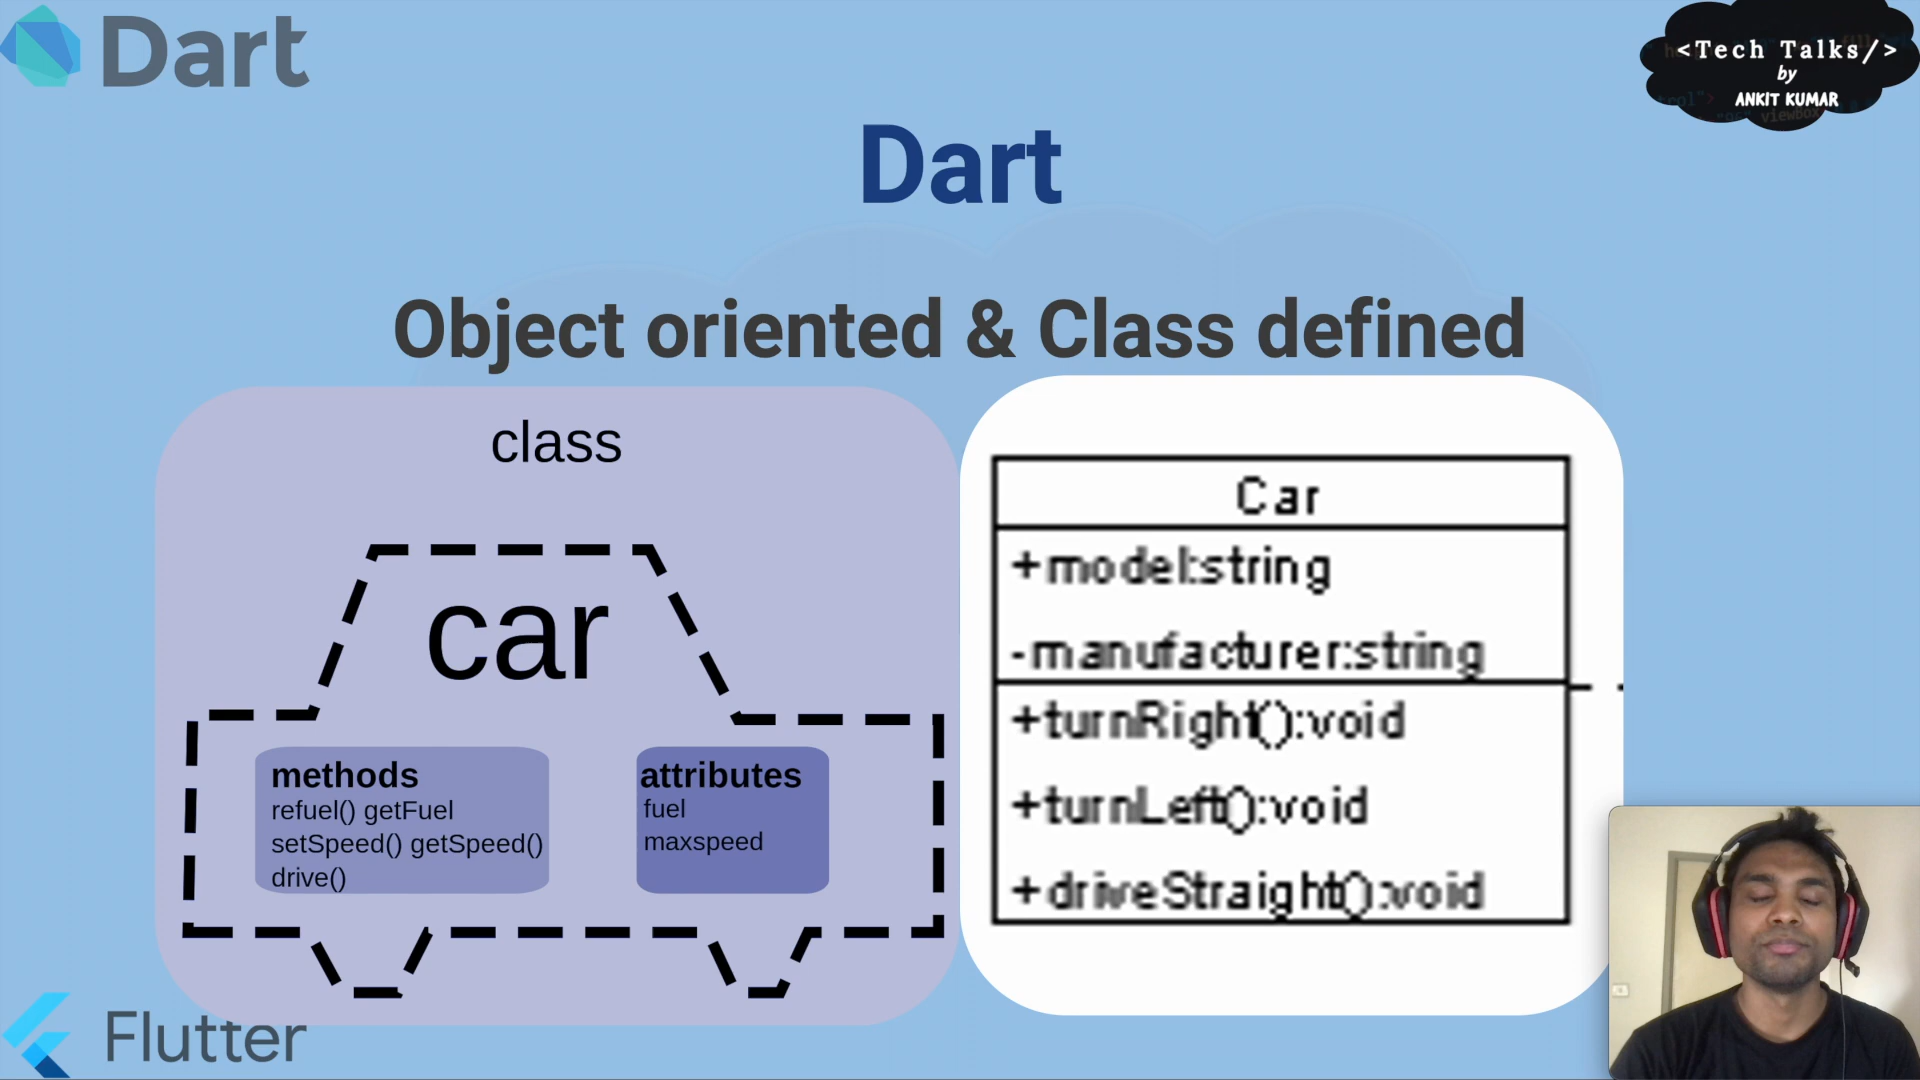 Dart
<Tech Talks/>
by
ANKIT KUMAR
Dart
Object oriented & Class defined
class
car
methods
refuel() getFuel
setSpeed() getSpeed()
drive()
attributes
fuel
maxspeed
Car
+model:string
-manufacturer:string
+turnRight():void
+turnLeft():void
+driveStraight():void
Flutter